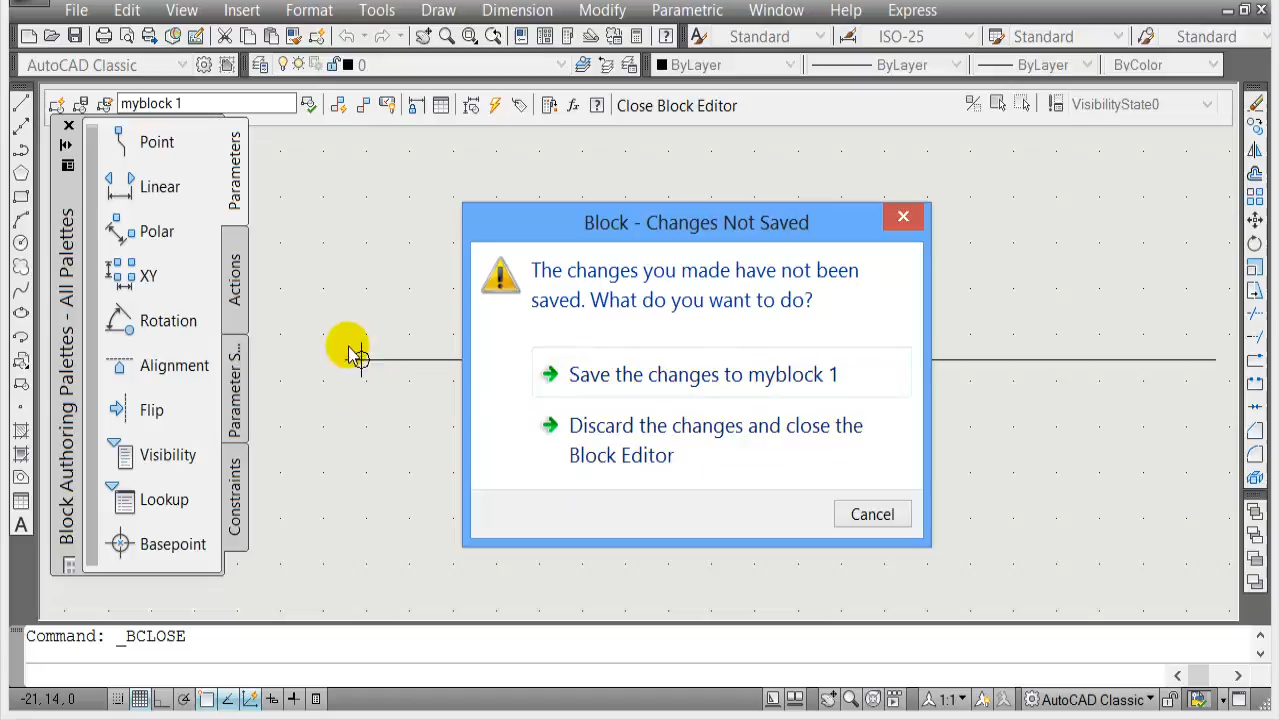 File Edit View Insert Format Tools Draw Dimension Modify Parametric Window Help Express
Standard ISO-25 Standard Standard
AutoCAD Classic 0 ByLayer ByLayer ByLayer ByColor
myblock 1 Close Block Editor VisibilityState0
Block Authoring Palettes - All Palettes
Point
Linear
Polar
XY
Rotation
Alignment
Flip
Visibility
Lookup
Basepoint
Parameters
Actions
Parameter S...
Constraints
Block - Changes Not Saved
The changes you made have not been
saved. What do you want to do?
Save the changes to myblock 1
Discard the changes and close the
Block Editor
Cancel
Command: _BCLOSE
-21,14,0 1:1 AutoCAD Classic